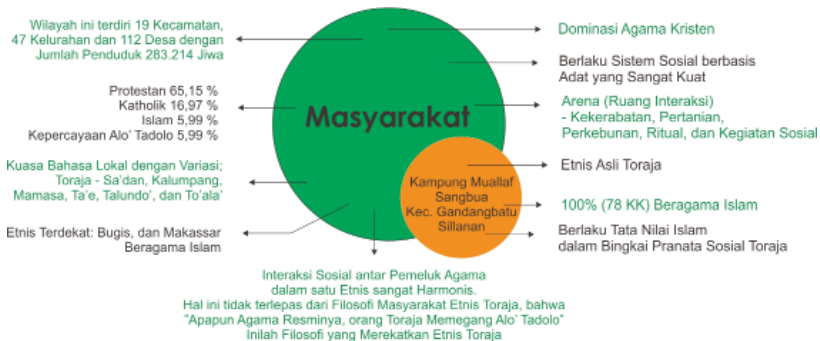 Wilayah ini terdiri 19 Kecamatan,
47 Kelurahan dan 112 Desa dengan
Jumlah Penduduk 283.214 Jiwa
Protestan 65,15 %
Katholik 16,97 %
Islam 5,99 %
Kepercayaan Alo’ Tadolo 5,99 %
Kuasa Bahasa Lokal dengan Variasi;
Toraja - Sa’dan, Kalumpang,
Mamasa, Ta’e, Talundo’, dan To’ala’
Etnis Terdekat: Bugis, dan Makassar
Beragama Islam
Masyarakat
Kampung Muallaf
Sangbua
Kec. Gandangbatu
Sillanan
Dominasi Agama Kristen
Berlaku Sistem Sosial berbasis
Adat yang Sangat Kuat
Arena (Ruang Interaksi)
- Kekerabatan, Pertanian,
Perkebunan, Ritual, dan Kegiatan Sosial
Etnis Asli Toraja
100% (78 KK) Beragama Islam
Berlaku Tata Nilai Islam
dalam Bingkai Pranata Sosial Toraja
Interaksi Sosial antar Pemeluk Agama
dalam satu Etnis sangat Harmonis.
Hal ini tidak terlepas dari Filosofi Masyarakat Etnis Toraja, bahwa
"Apapun Agama Resminya, orang Toraja Memegang Alo’ Tadolo"
Inilah Filosofi yang Merekatkan Etnis Toraja